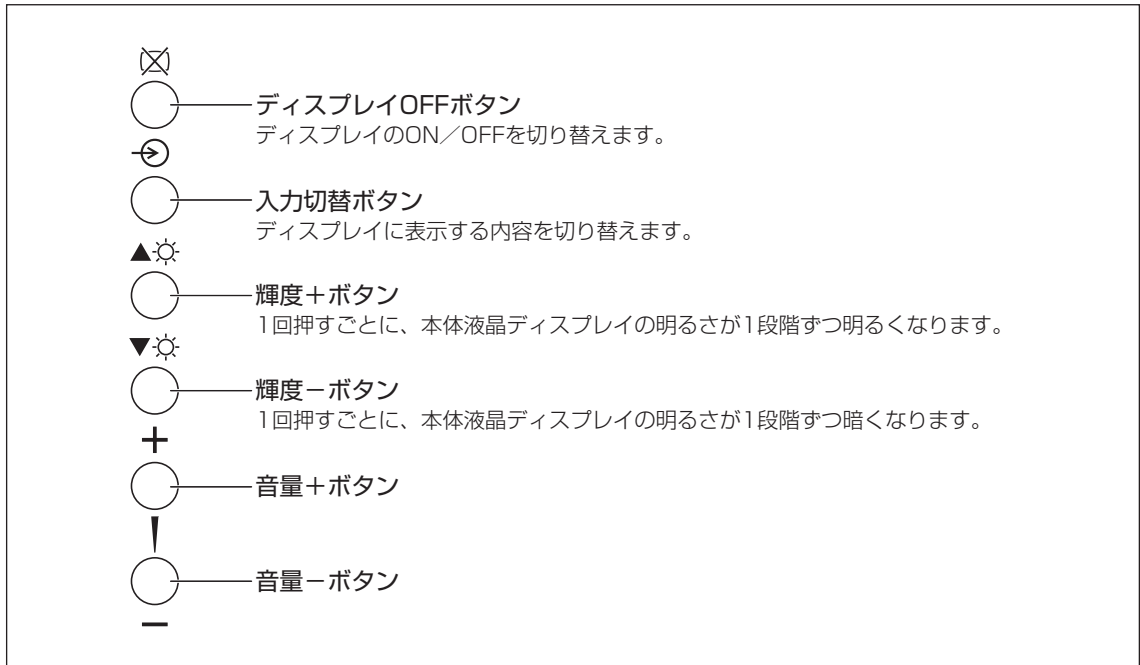 ディスプレイOFFボタン
ディスプレイのON／OFFを切り替えます。
入力切替ボタン
ディスプレイに表示する内容を切り替えます。
▲
輝度＋ボタン
1回押すごとに、本体液晶ディスプレイの明るさが1段階ずつ明るくなります。
▼
輝度－ボタン
1回押すごとに、本体液晶ディスプレイの明るさが1段階ずつ暗くなります。
＋
音量＋ボタン
音量－ボタン
－